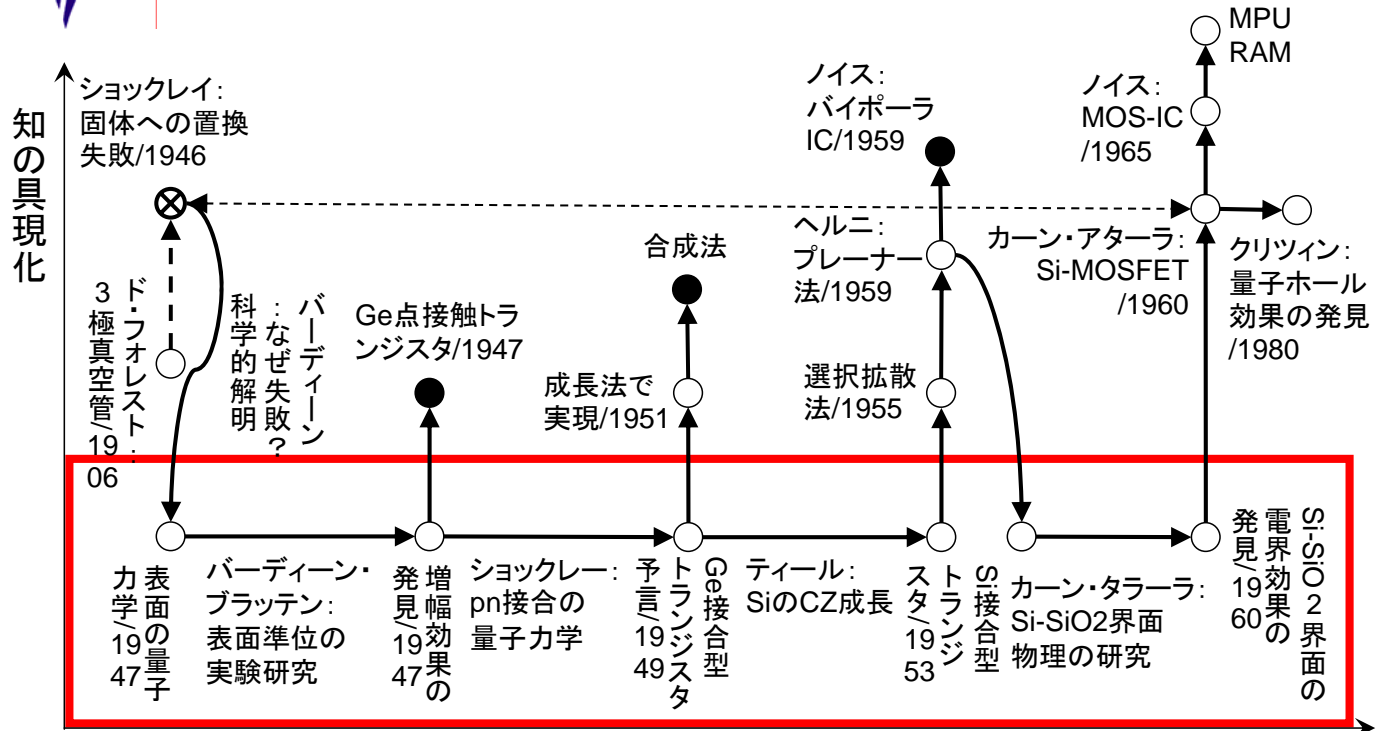 MPU
RAM
知の具現化
ショックレイ：
固体への置換
失敗/1946
ノイス：
バイポーラ
IC/1959
ノイス：
MOS-IC
/1965
ド・フォレスト：
3極真空管/19
06
バーディーン
：なぜ失敗？
科学的解明
Ge点接触トラ
ンジスタ/1947
合成法
成長法で
実現/1951
ヘルニ：
プレーナー
法/1959
選択拡散
法/1955
カーン・アターラ：
Si-MOSFET
/1960
クリツィン：
量子ホール
効果の発見
/1980
表面の量子
力学/19
47
バーディーン・
ブラッテン：
表面準位の
実験研究
増幅効果の
発見/19
47
ショックレー：
pn接合の
量子力学
Ge接合型
トランジスタ
予言/19
49
ティール：
SiのCZ成長
Si接合型
トランジ
スタ/19
53
カーン・タラーラ：
Si-SiO2界面
物理の研究
Si-SiO2界面の
電界効果の
発見/19
60